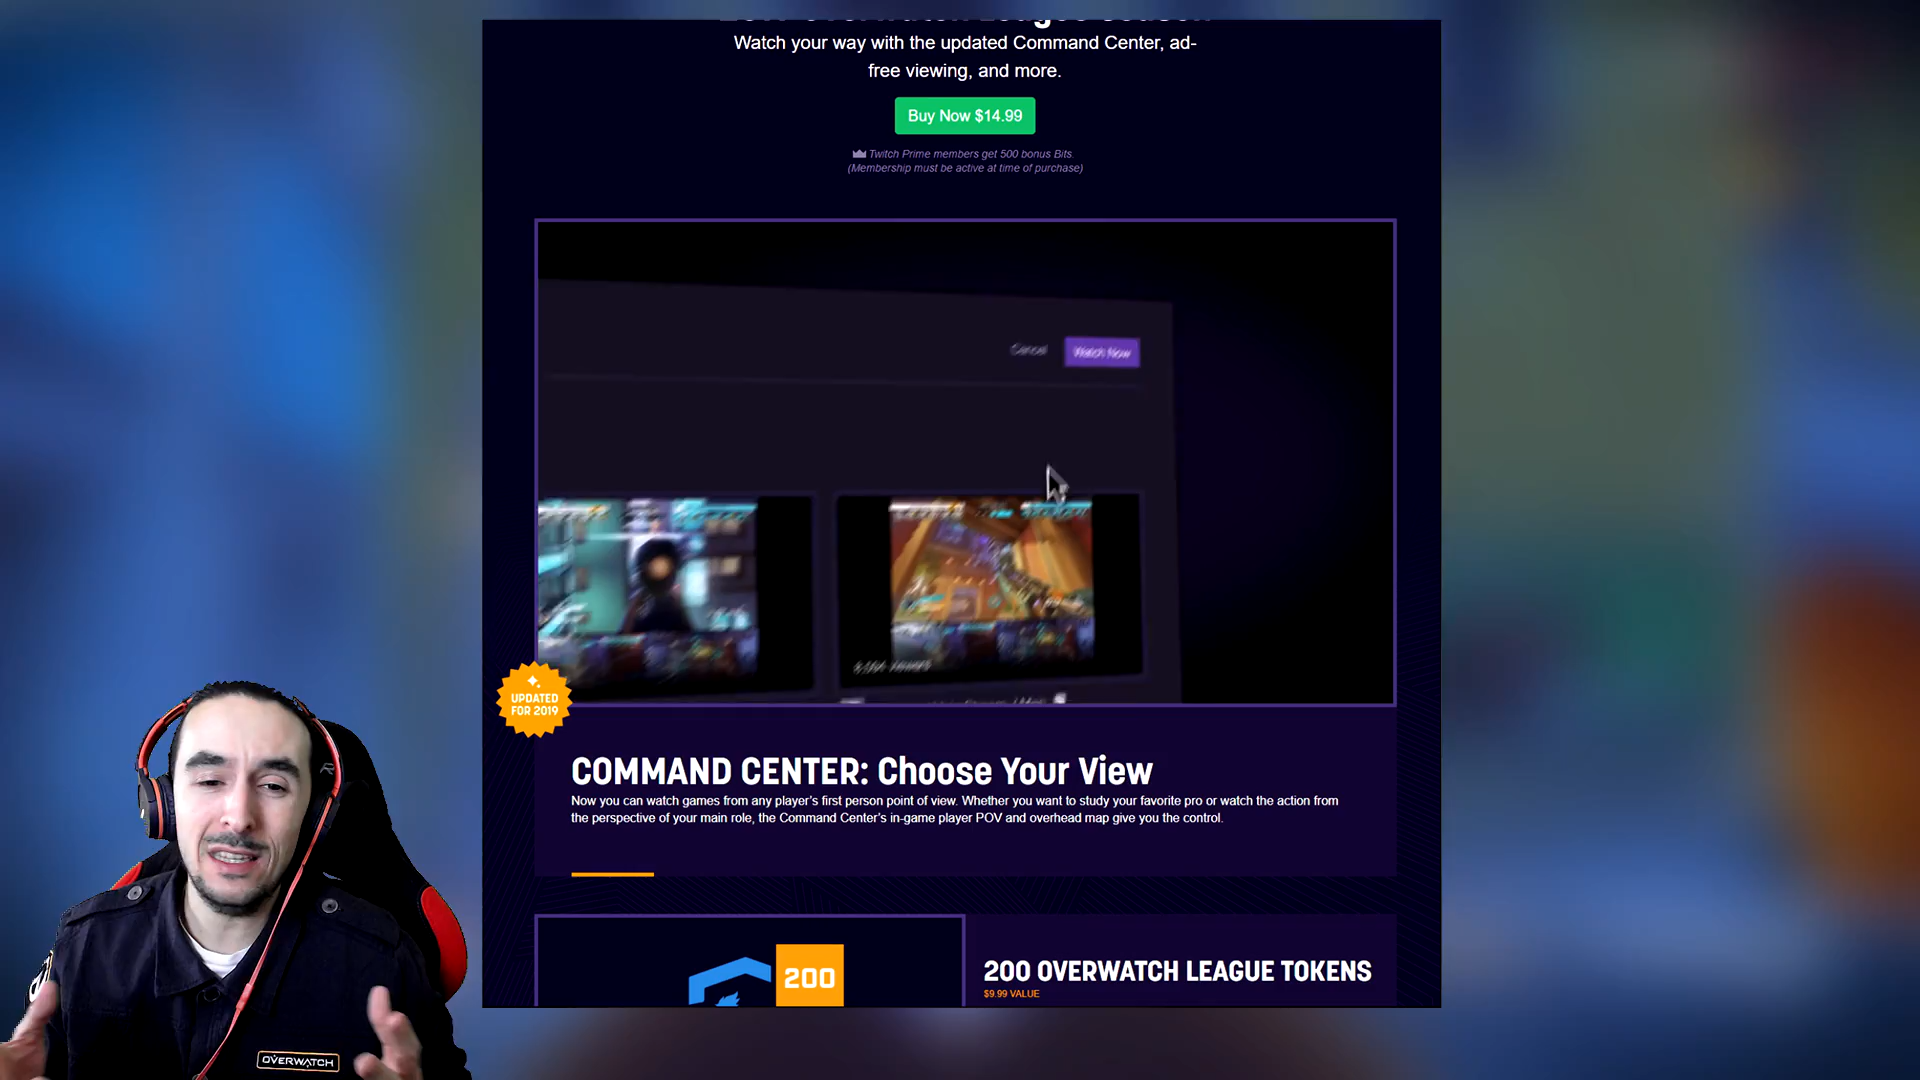 Watch your way with the updated Command Center, ad-
free viewing, and more.
Buy Now $14.99
Twitch Prime members get 500 bonus Bits.
(Membership must be active at time of purchase)
Cancel
Watch Now
UPDATED
FOR 2019
COMMAND CENTER: Choose Your View
Now you can watch games from any player's first person point of view. Whether you want to study your favorite pro or watch the action from
the perspective of your main role, the Command Center's in-game player POV and overhead map give you the control.
200
200 OVERWATCH LEAGUE TOKENS
$9.99 VALUE
OVERWATCH